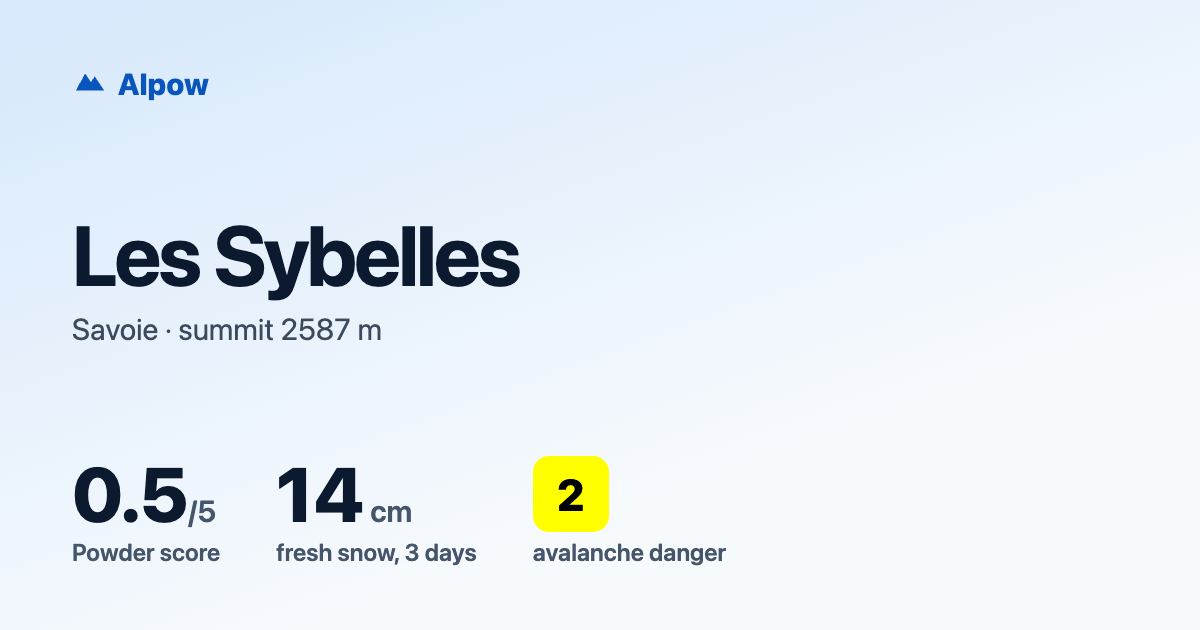 Alpow
Les Sybelles
Savoie · summit 2587 m
0.5/5
Powder score
14 cm
fresh snow, 3 days
2
avalanche danger